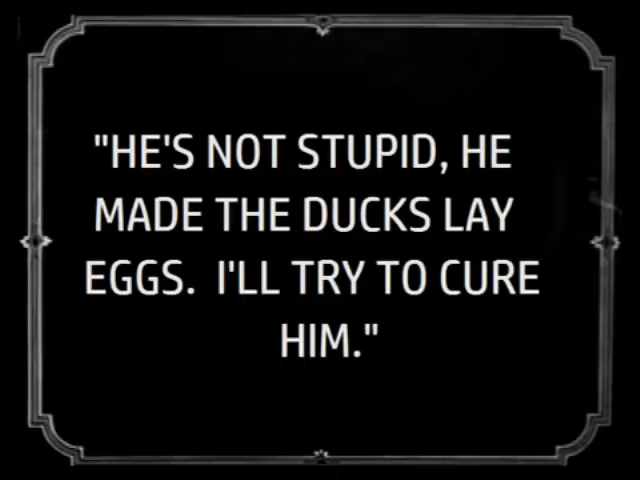 "HE'S NOT STUPID, HE
MADE THE DUCKS LAY
EGGS.  I'LL TRY TO CURE
HIM."